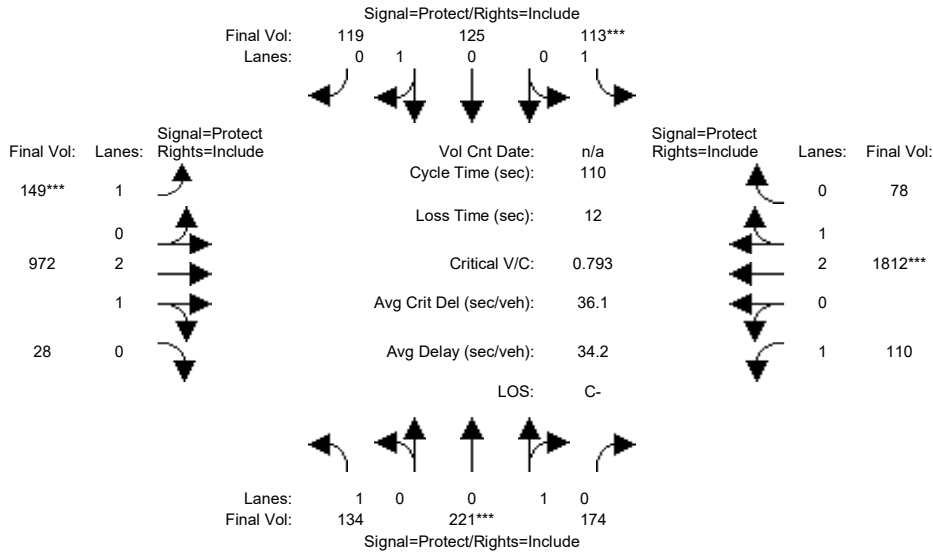 Signal=Protect/Rights=Include
Final Vol: 119 125 113***
Lanes: 0 1 0 0 1
Signal=Protect Signal=Protect
Final Vol: Lanes: Rights=Include Vol Cnt Date: n/a Rights=Include Lanes: Final Vol:
Cycle Time (sec): 110
149*** 1 0 78
Loss Time (sec): 12
0 1
972 2 Critical V/C: 0.793 2 1812***
1 Avg Crit Del (sec/veh): 36.1 0
28 0 Avg Delay (sec/veh): 34.2 1 110
LOS: C-
Lanes: 1 0 0 1 0
Final Vol: 134 221*** 174
Signal=Protect/Rights=Include